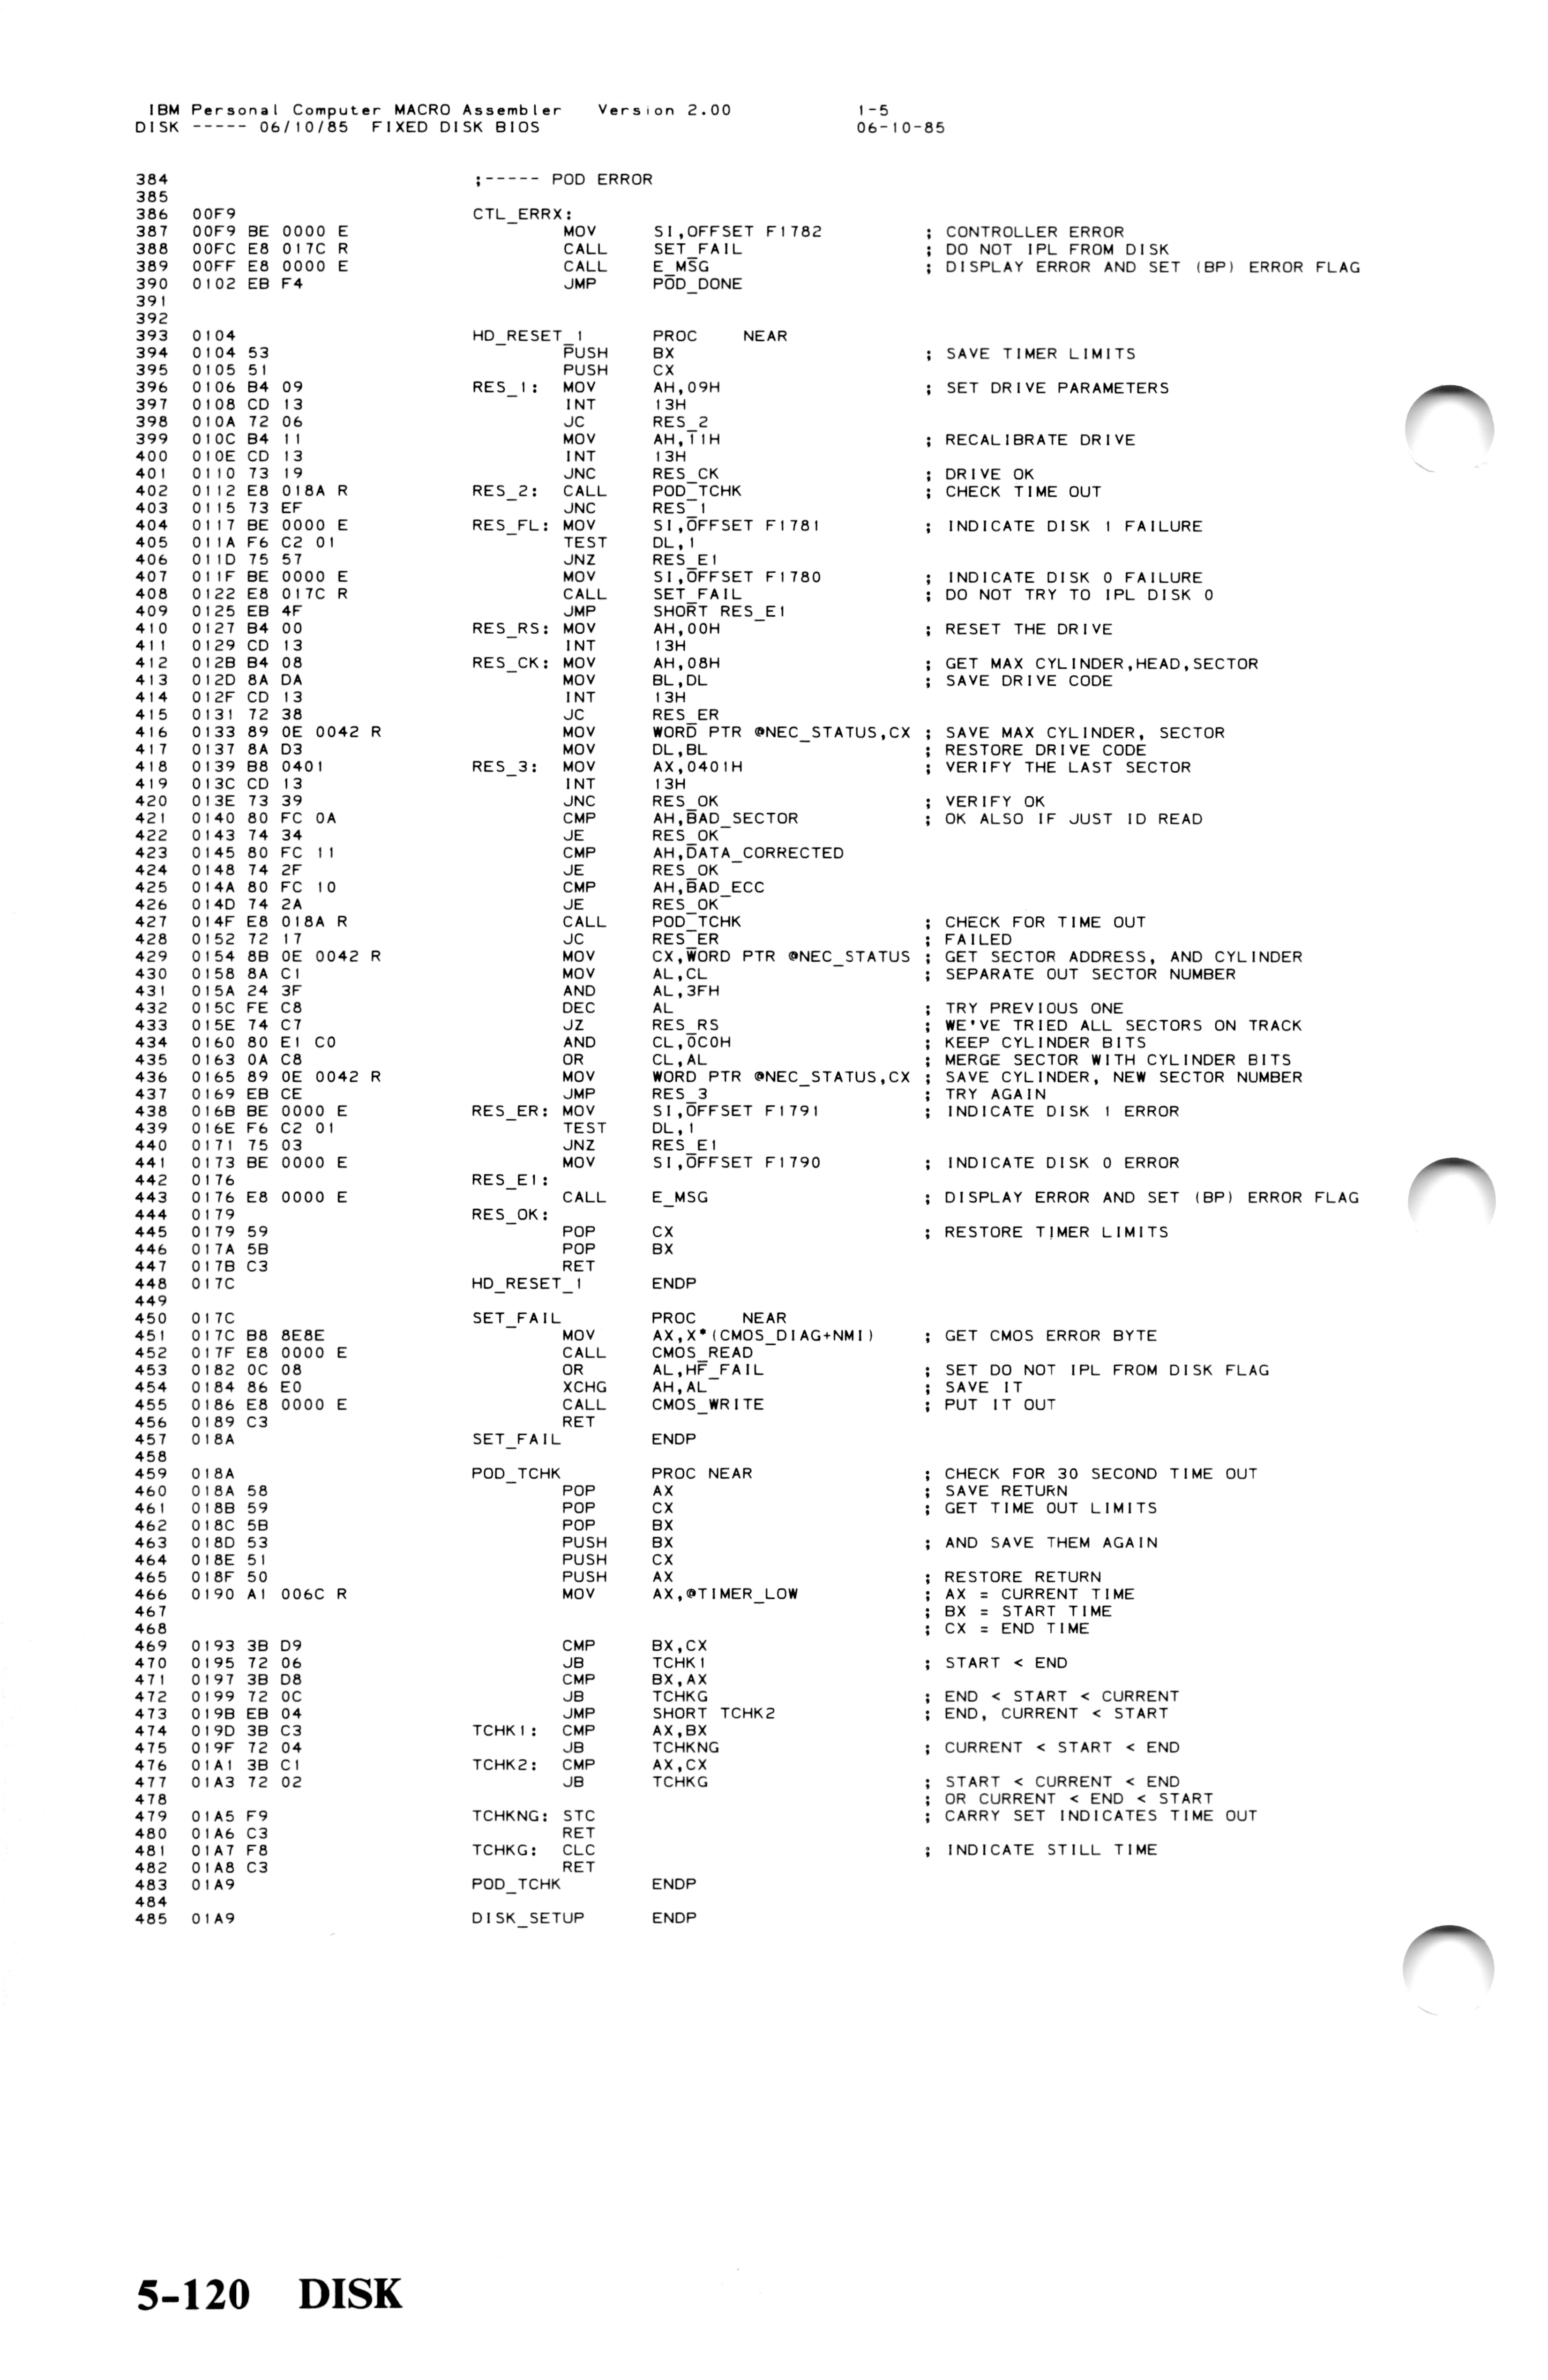 IBM Personal Computer MACRO Assembler   Version 2.00             1-5
DISK ----- 06/10/85  FIXED DISK BIOS                             06-10-85
384                              ;----- POD ERROR
385
386  00F9                        CTL_ERRX:
387  00F9 BE 0000 E                      MOV     SI,OFFSET F1782         ; CONTROLLER ERROR
388  00FC E8 017C R                      CALL    SET_FAIL                ; DO NOT IPL FROM DISK
389  00FF E8 0000 E                      CALL    E_MSG                   ; DISPLAY ERROR AND SET (BP) ERROR FLAG
390  0102 EB F4                          JMP     POD_DONE
391
392
393  0104                        HD_RESET_1      PROC    NEAR
394  0104 53                             PUSH    BX                      ; SAVE TIMER LIMITS
395  0105 51                             PUSH    CX
396  0106 B4 09                  RES_1:  MOV     AH,09H                  ; SET DRIVE PARAMETERS
397  0108 CD 13                          INT     13H
398  010A 72 06                          JC      RES_2
399  010C B4 11                          MOV     AH,11H                  ; RECALIBRATE DRIVE
400  010E CD 13                          INT     13H
401  0110 73 19                          JNC     RES_CK                  ; DRIVE OK
402  0112 E8 018A R              RES_2:  CALL    POD_TCHK                ; CHECK TIME OUT
403  0115 73 EF                          JNC     RES_1
404  0117 BE 0000 E              RES_FL: MOV     SI,OFFSET F1781         ; INDICATE DISK 1 FAILURE
405  011A F6 C2 01                       TEST    DL,1
406  011D 75 57                          JNZ     RES_E1
407  011F BE 0000 E                      MOV     SI,OFFSET F1780         ; INDICATE DISK 0 FAILURE
408  0122 E8 017C R                      CALL    SET_FAIL                ; DO NOT TRY TO IPL DISK 0
409  0125 EB 4F                          JMP     SHORT RES_E1
410  0127 B4 00                  RES_RS: MOV     AH,00H                  ; RESET THE DRIVE
411  0129 CD 13                          INT     13H
412  012B B4 08                  RES_CK: MOV     AH,08H                  ; GET MAX CYLINDER,HEAD,SECTOR
413  012D 8A DA                          MOV     BL,DL                   ; SAVE DRIVE CODE
414  012F CD 13                          INT     13H
415  0131 72 38                          JC      RES_ER
416  0133 89 0E 0042 R                   MOV     WORD PTR @NEC_STATUS,CX ; SAVE MAX CYLINDER, SECTOR
417  0137 8A D3                          MOV     DL,BL                   ; RESTORE DRIVE CODE
418  0139 B8 0401                RES_3:  MOV     AX,0401H                ; VERIFY THE LAST SECTOR
419  013C CD 13                          INT     13H
420  013E 73 39                          JNC     RES_OK                  ; VERIFY OK
421  0140 80 FC 0A                       CMP     AH,BAD_SECTOR           ; OK ALSO IF JUST ID READ
422  0143 74 34                          JE      RES_OK
423  0145 80 FC 11                       CMP     AH,DATA_CORRECTED
424  0148 74 2F                          JE      RES_OK
425  014A 80 FC 10                       CMP     AH,BAD_ECC
426  014D 74 2A                          JE      RES_OK
427  014F E8 018A R                      CALL    POD_TCHK                ; CHECK FOR TIME OUT
428  0152 72 17                          JC      RES_ER                  ; FAILED
429  0154 8B 0E 0042 R                   MOV     CX,WORD PTR @NEC_STATUS ; GET SECTOR ADDRESS, AND CYLINDER
430  0158 8A C1                          MOV     AL,CL                   ; SEPARATE OUT SECTOR NUMBER
431  015A 24 3F                          AND     AL,3FH
432  015C FE C8                          DEC     AL                      ; TRY PREVIOUS ONE
433  015E 74 C7                          JZ      RES_RS                  ; WE'VE TRIED ALL SECTORS ON TRACK
434  0160 80 E1 C0                       AND     CL,0C0H                 ; KEEP CYLINDER BITS
435  0163 0A C8                          OR      CL,AL                   ; MERGE SECTOR WITH CYLINDER BITS
436  0165 89 0E 0042 R                   MOV     WORD PTR @NEC_STATUS,CX ; SAVE CYLINDER, NEW SECTOR NUMBER
437  0169 EB CE                          JMP     RES_3                   ; TRY AGAIN
438  016B BE 0000 E              RES_ER: MOV     SI,OFFSET F1791         ; INDICATE DISK 1 ERROR
439  016E F6 C2 01                       TEST    DL,1
440  0171 75 03                          JNZ     RES_E1
441  0173 BE 0000 E                      MOV     SI,OFFSET F1790         ; INDICATE DISK 0 ERROR
442  0176                        RES_E1:
443  0176 E8 0000 E                      CALL    E_MSG                   ; DISPLAY ERROR AND SET (BP) ERROR FLAG
444  0179                        RES_OK:
445  0179 59                             POP     CX                      ; RESTORE TIMER LIMITS
446  017A 5B                             POP     BX
447  017B C3                             RET
448  017C                        HD_RESET_1      ENDP
449
450  017C                        SET_FAIL        PROC    NEAR
451  017C B8 8E8E                        MOV     AX,X*(CMOS_DIAG+NMI)    ; GET CMOS ERROR BYTE
452  017F E8 0000 E                      CALL    CMOS_READ
453  0182 0C 08                          OR      AL,HF_FAIL              ; SET DO NOT IPL FROM DISK FLAG
454  0184 86 E0                          XCHG    AH,AL                   ; SAVE IT
455  0186 E8 0000 E                      CALL    CMOS_WRITE              ; PUT IT OUT
456  0189 C3                             RET
457  018A                        SET_FAIL        ENDP
458
459  018A                        POD_TCHK        PROC NEAR               ; CHECK FOR 30 SECOND TIME OUT
460  018A 58                             POP     AX                      ; SAVE RETURN
461  018B 59                             POP     CX                      ; GET TIME OUT LIMITS
462  018C 5B                             POP     BX
463  018D 53                             PUSH    BX                      ; AND SAVE THEM AGAIN
464  018E 51                             PUSH    CX
465  018F 50                             PUSH    AX                      ; RESTORE RETURN
466  0190 A1 006C R                      MOV     AX,@TIMER_LOW           ; AX = CURRENT TIME
467                                                                      ; BX = START TIME
468                                                                      ; CX = END TIME
469  0193 3B D9                          CMP     BX,CX
470  0195 72 06                          JB      TCHK1                   ; START < END
471  0197 3B D8                          CMP     BX,AX
472  0199 72 0C                          JB      TCHKG                   ; END < START < CURRENT
473  019B EB 04                          JMP     SHORT TCHK2             ; END, CURRENT < START
474  019D 3B C3                  TCHK1:  CMP     AX,BX
475  019F 72 04                          JB      TCHKNG                  ; CURRENT < START < END
476  01A1 3B C1                  TCHK2:  CMP     AX,CX
477  01A3 72 02                          JB      TCHKG                   ; START < CURRENT < END
478                                                                      ; OR CURRENT < END < START
479  01A5 F9                     TCHKNG: STC                             ; CARRY SET INDICATES TIME OUT
480  01A6 C3                             RET
481  01A7 F8                     TCHKG:  CLC                             ; INDICATE STILL TIME
482  01A8 C3                             RET
483  01A9                        POD_TCHK        ENDP
484
485  01A9                        DISK_SETUP      ENDP
5-120 DISK